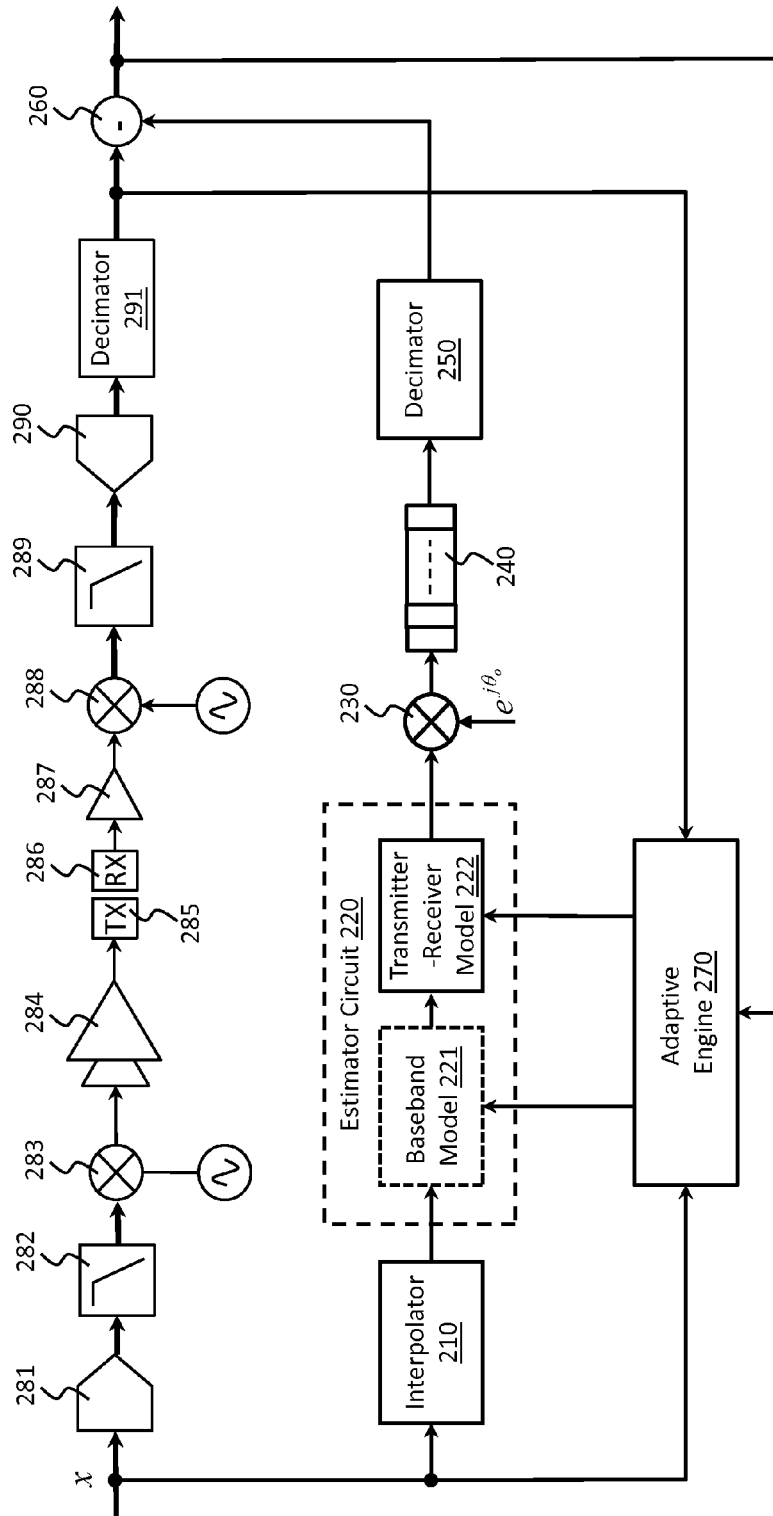 x
281
282
283
284
TX
285
RX
286
287
288
289
290
Decimator
291
260
-
Interpolator
210
Estimator Circuit 220
Baseband
Model 221
Transmitter
-Receiver
Model 222
230
e^{jθ_o}
240
Decimator
250
Adaptive
Engine 270